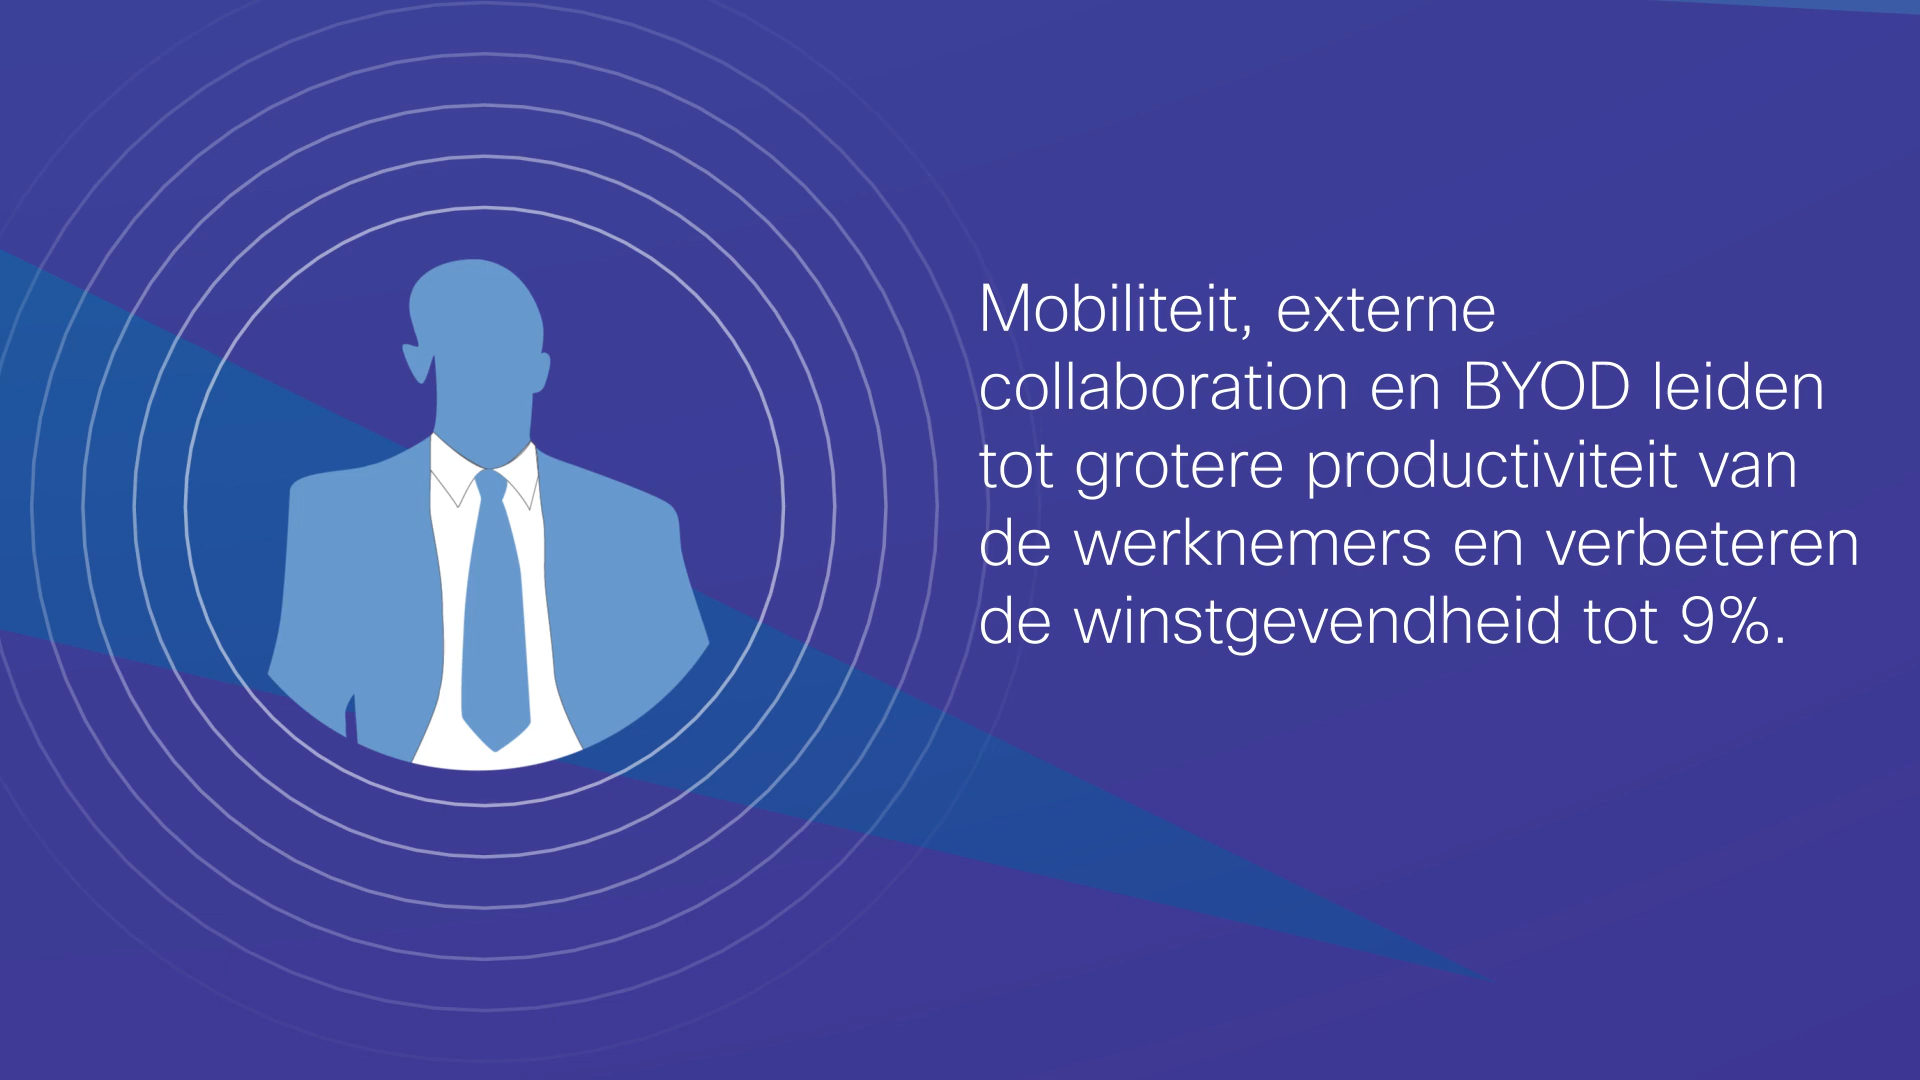 Mobiliteit, externe
collaboration en BYOD leiden
tot grotere productiviteit van
de werknemers en verbeteren
de winstgevendheid tot 9%.